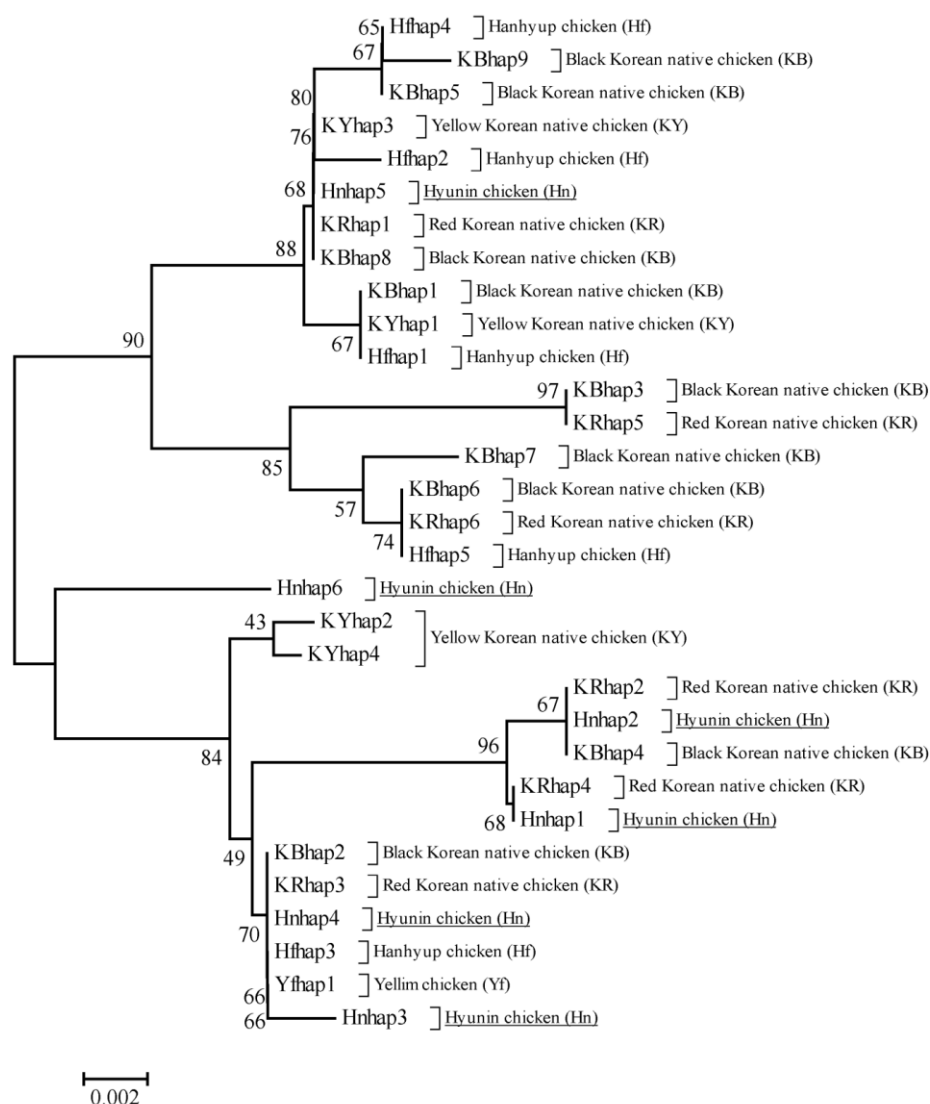 65 Hfhap4 Hanhyup chicken (Hf)
67 KBhap9 Black Korean native chicken (KB)
KBhap5 Black Korean native chicken (KB)
80
KYhap3 Yellow Korean native chicken (KY)
76
Hfhap2 Hanhyup chicken (Hf)
68 Hnhap5 Hyunin chicken (Hn)
KRhap1 Red Korean native chicken (KR)
88 KBhap8 Black Korean native chicken (KB)
KBhap1 Black Korean native chicken (KB)
KYhap1 Yellow Korean native chicken (KY)
90 67 Hfhap1 Hanhyup chicken (Hf)
97 KBhap3 Black Korean native chicken (KB)
KRhap5 Red Korean native chicken (KR)
85 KBhap7 Black Korean native chicken (KB)
KBhap6 Black Korean native chicken (KB)
57 KRhap6 Red Korean native chicken (KR)
74 Hfhap5 Hanhyup chicken (Hf)
Hnhap6 Hyunin chicken (Hn)
43 KYhap2
Yellow Korean native chicken (KY)
KYhap4
KRhap2 Red Korean native chicken (KR)
67 Hnhap2 Hyunin chicken (Hn)
96 KBhap4 Black Korean native chicken (KB)
84
KRhap4 Red Korean native chicken (KR)
68 Hnhap1 Hyunin chicken (Hn)
49 KBhap2 Black Korean native chicken (KB)
KRhap3 Red Korean native chicken (KR)
Hnhap4 Hyunin chicken (Hn)
70
Hfhap3 Hanhyup chicken (Hf)
Yfhap1 Yellim chicken (Yf)
66
66 Hnhap3 Hyunin chicken (Hn)
0.002